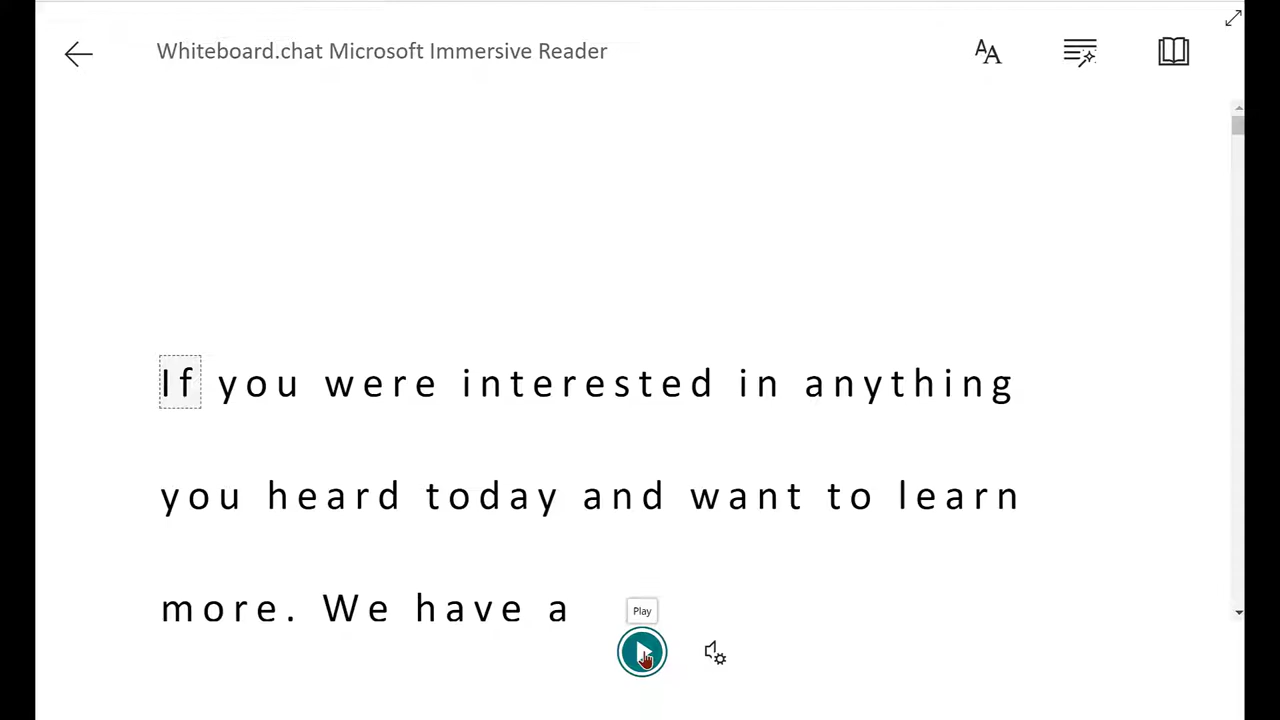 Whiteboard.chat Microsoft Immersive Reader
AA
If you were interested in anything
you heard today and want to learn
more. We have a
Play